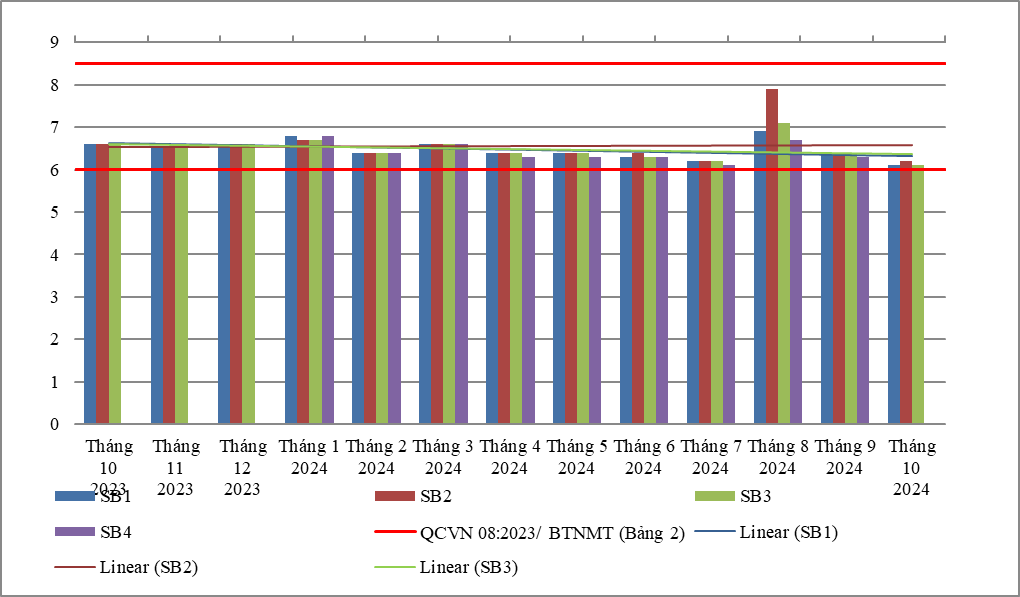 9
8
7
6
5
4
3
2
1
0
Tháng 10 2023
Tháng 11 2023
Tháng 12 2023
Tháng 1 2024
Tháng 2 2024
Tháng 3 2024
Tháng 4 2024
Tháng 5 2024
Tháng 6 2024
Tháng 7 2024
Tháng 8 2024
Tháng 9 2024
Tháng 10 2024
SB1
SB2
SB3
SB4
QCVN 08:2023/ BTNMT (Bảng 2)
Linear (SB1)
Linear (SB2)
Linear (SB3)